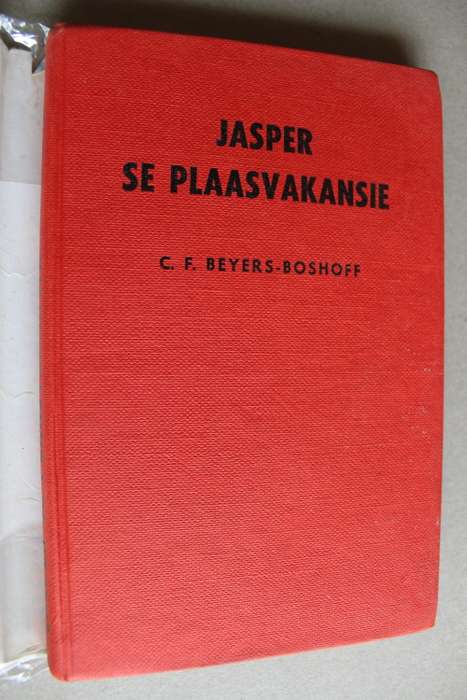 JASPER
SE PLAASVAKANSIE
C. F. BEYERS-BOSHOFF